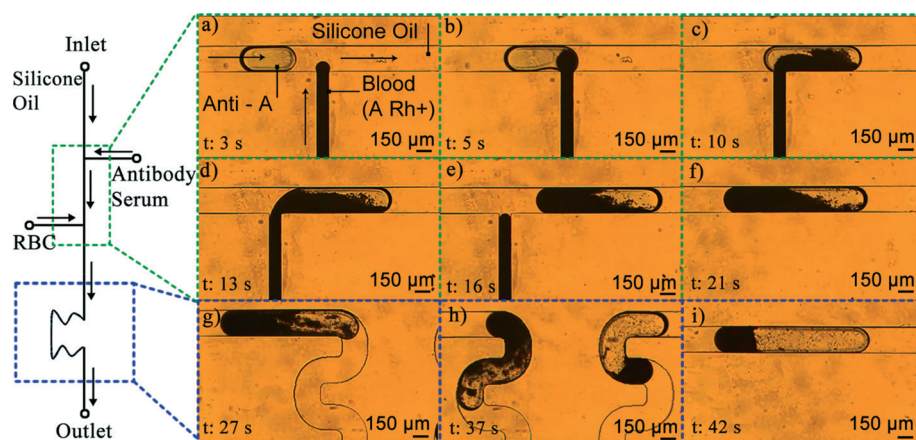 Inlet
Silicone
Oil
Antibody
Serum
RBC
Outlet
a)
Silicone Oil
Anti - A
Blood
(A Rh+)
t: 3 s
150 µm
b)
t: 5 s
150 µm
c)
t: 10 s
150 µm
d)
t: 13 s
150 µm
e)
t: 16 s
150 µm
f)
t: 21 s
150 µm
g)
t: 27 s
150 µm
h)
t: 37 s
150 µm
i)
t: 42 s
150 µm